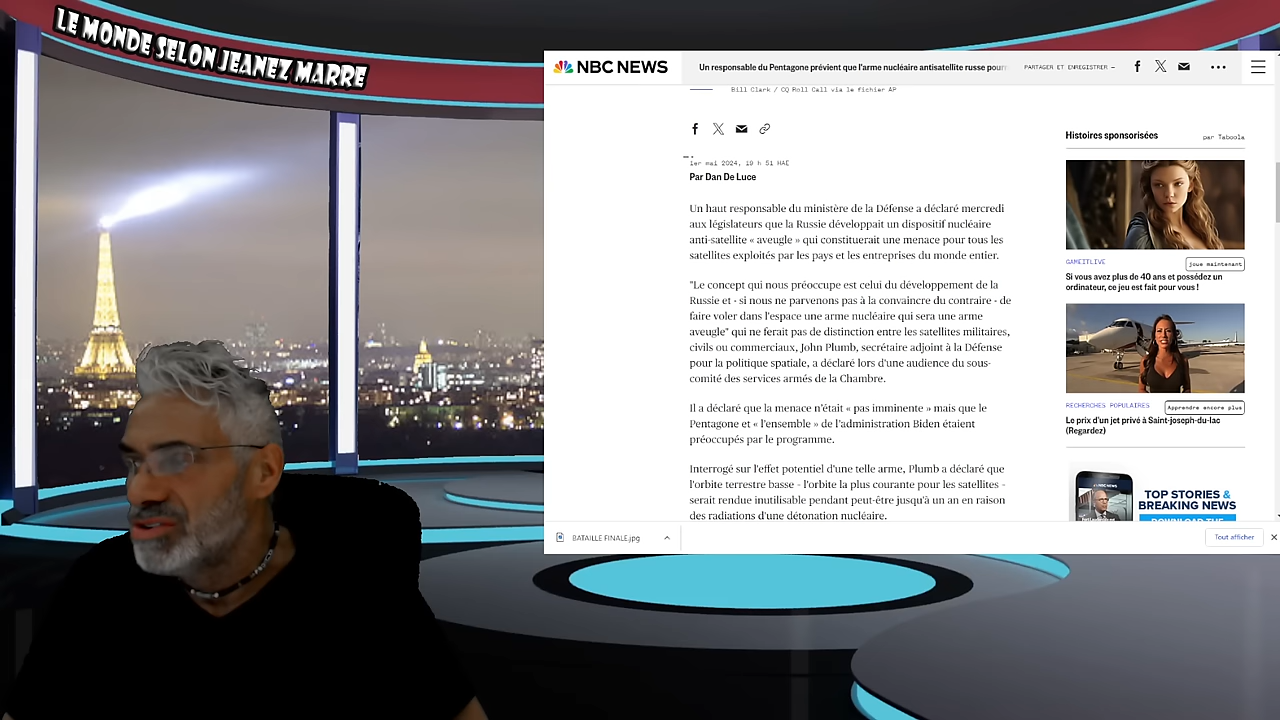 LE MONDE SELON JEANEZ MARRE
NBC NEWS
Un responsable du Pentagone prévient que l'arme nucléaire antisatellite russe pour
PARTAGER ET ENREGISTRER —
Bill Clark / CQ Roll Call via le fichier AP
1er mai 2024, 19 h 51 HAE
Par Dan De Luce
Un haut responsable du ministère de la Défense a déclaré mercredi
aux législateurs que la Russie développait un dispositif nucléaire
anti-satellite « aveugle » qui constituerait une menace pour tous les
satellites exploités par les pays et les entreprises du monde entier.
"Le concept qui nous préoccupe est celui du développement de la
Russie et - si nous ne parvenons pas à la convaincre du contraire - de
faire voler dans l'espace une arme nucléaire qui sera une arme
aveugle" qui ne ferait pas de distinction entre les satellites militaires,
civils ou commerciaux, John Plumb, secrétaire adjoint à la Défense
pour la politique spatiale, a déclaré lors d'une audience du sous-
comité des services armés de la Chambre.
Il a déclaré que la menace n'était « pas imminente » mais que le
Pentagone et « l'ensemble » de l'administration Biden étaient
préoccupés par le programme.
Interrogé sur l'effet potentiel d'une telle arme, Plumb a déclaré que
l'orbite terrestre basse - l'orbite la plus courante pour les satellites -
serait rendue inutilisable pendant peut-être jusqu'à un an en raison
des radiations d'une détonation nucléaire.
Histoires sponsorisées
par Taboola
GAMEITLIVE
joue maintenant
Si vous avez plus de 40 ans et possédez un
ordinateur, ce jeu est fait pour vous !
RECHERCHES POPULAIRES
Apprendre encore plus
Le prix d'un jet privé à Saint-joseph-du-lac
(Regardez)
TOP STORIES &
BREAKING NEWS
DOWNLOAD THE
BATAILLE FINALE.jpg
Tout afficher